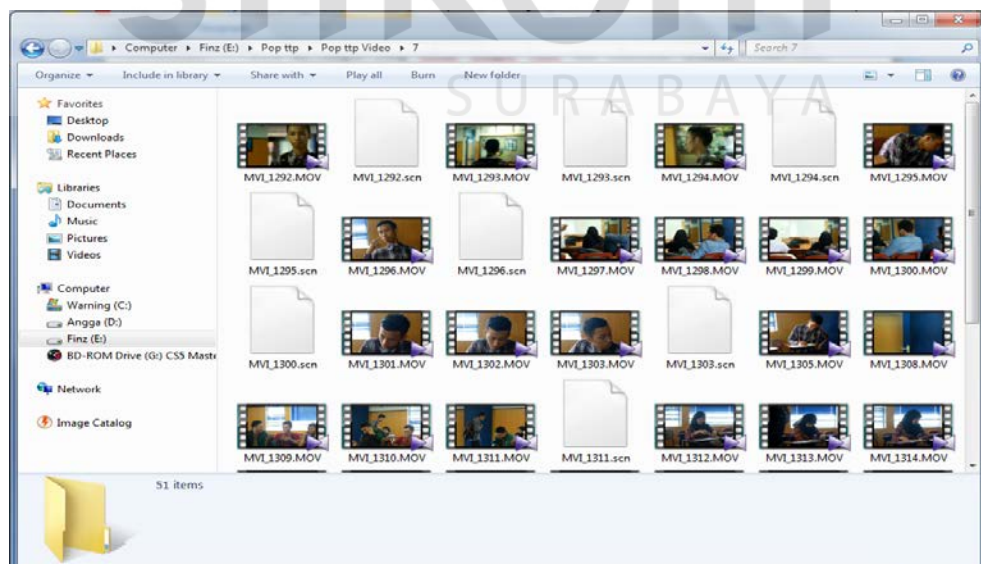 SURABAYA
Computer ▸ Finz (E:) ▸ Pop ttp ▸ Pop ttp Video ▸ 7
Search 7
Organize Include in library Share with Play all Burn New folder
Favorites
Desktop
Downloads
Recent Places
Libraries
Documents
Music
Pictures
Videos
Computer
Warning (C:)
Angga (D:)
Finz (E:)
BD-ROM Drive (G:) CS5 Maste
Network
Image Catalog
MVI_1292.MOV MVI_1292.scn MVI_1293.MOV MVI_1293.scn MVI_1294.MOV MVI_1294.scn MVI_1295.MOV
MVI_1295.scn MVI_1296.MOV MVI_1296.scn MVI_1297.MOV MVI_1298.MOV MVI_1299.MOV MVI_1300.MOV
MVI_1300.scn MVI_1301.MOV MVI_1302.MOV MVI_1303.MOV MVI_1303.scn MVI_1305.MOV MVI_1308.MOV
MVI_1309.MOV MVI_1310.MOV MVI_1311.MOV MVI_1311.scn MVI_1312.MOV MVI_1313.MOV MVI_1314.MOV
51 items